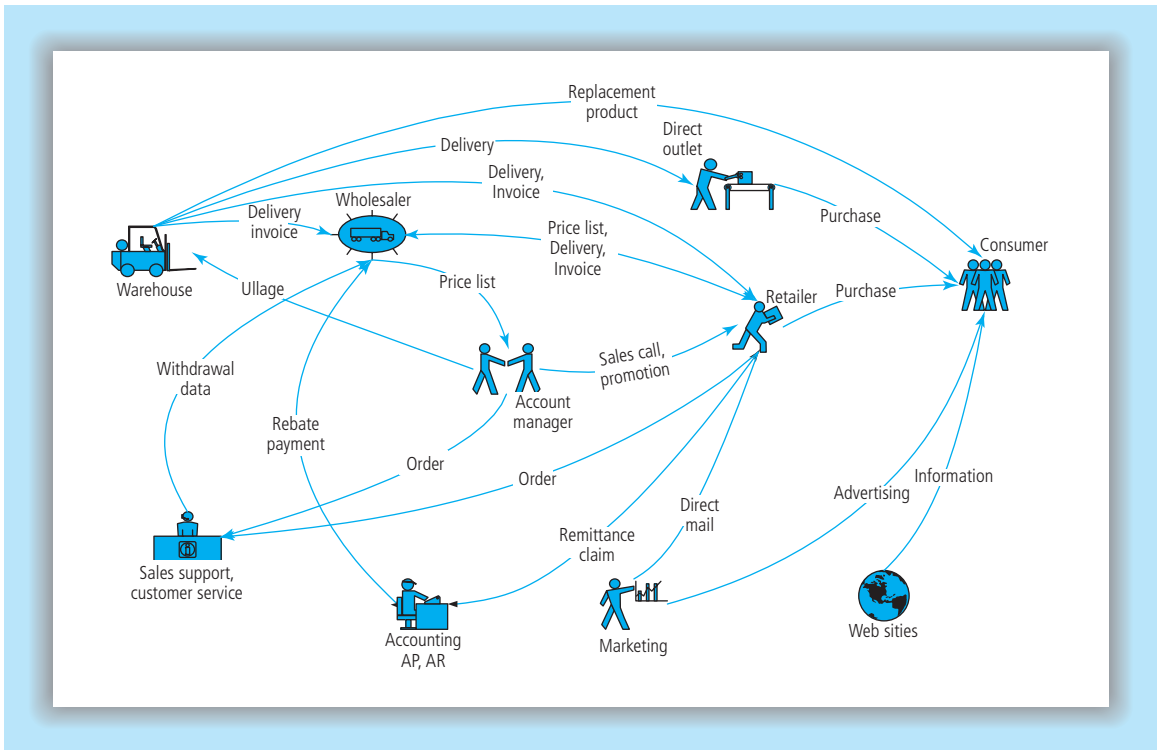 Replacement
product
Direct
outlet
Delivery
Delivery,
Invoice
Wholesaler
Delivery
invoice
Purchase
Price list,
Delivery,
Invoice
Consumer
Warehouse
Ullage
Price list
Retailer
Purchase
Sales call,
promotion
Withdrawal
data
Account
manager
Rebate
payment
Order
Order
Information
Advertising
Direct
mail
Remittance
claim
Sales support,
customer service
Accounting
AP, AR
Marketing
Web sities